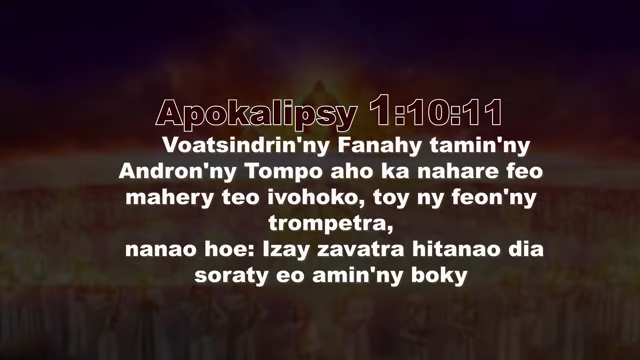 Apokalipsy 1:10:11
Voatsindrin'ny Fanahy tamin'ny
Andron'ny Tompo aho ka nahare feo
mahery teo ivohoko, toy ny feon'ny
trompetra,
nanao hoe: Izay zavatra hitanao dia
soraty eo amin'ny boky